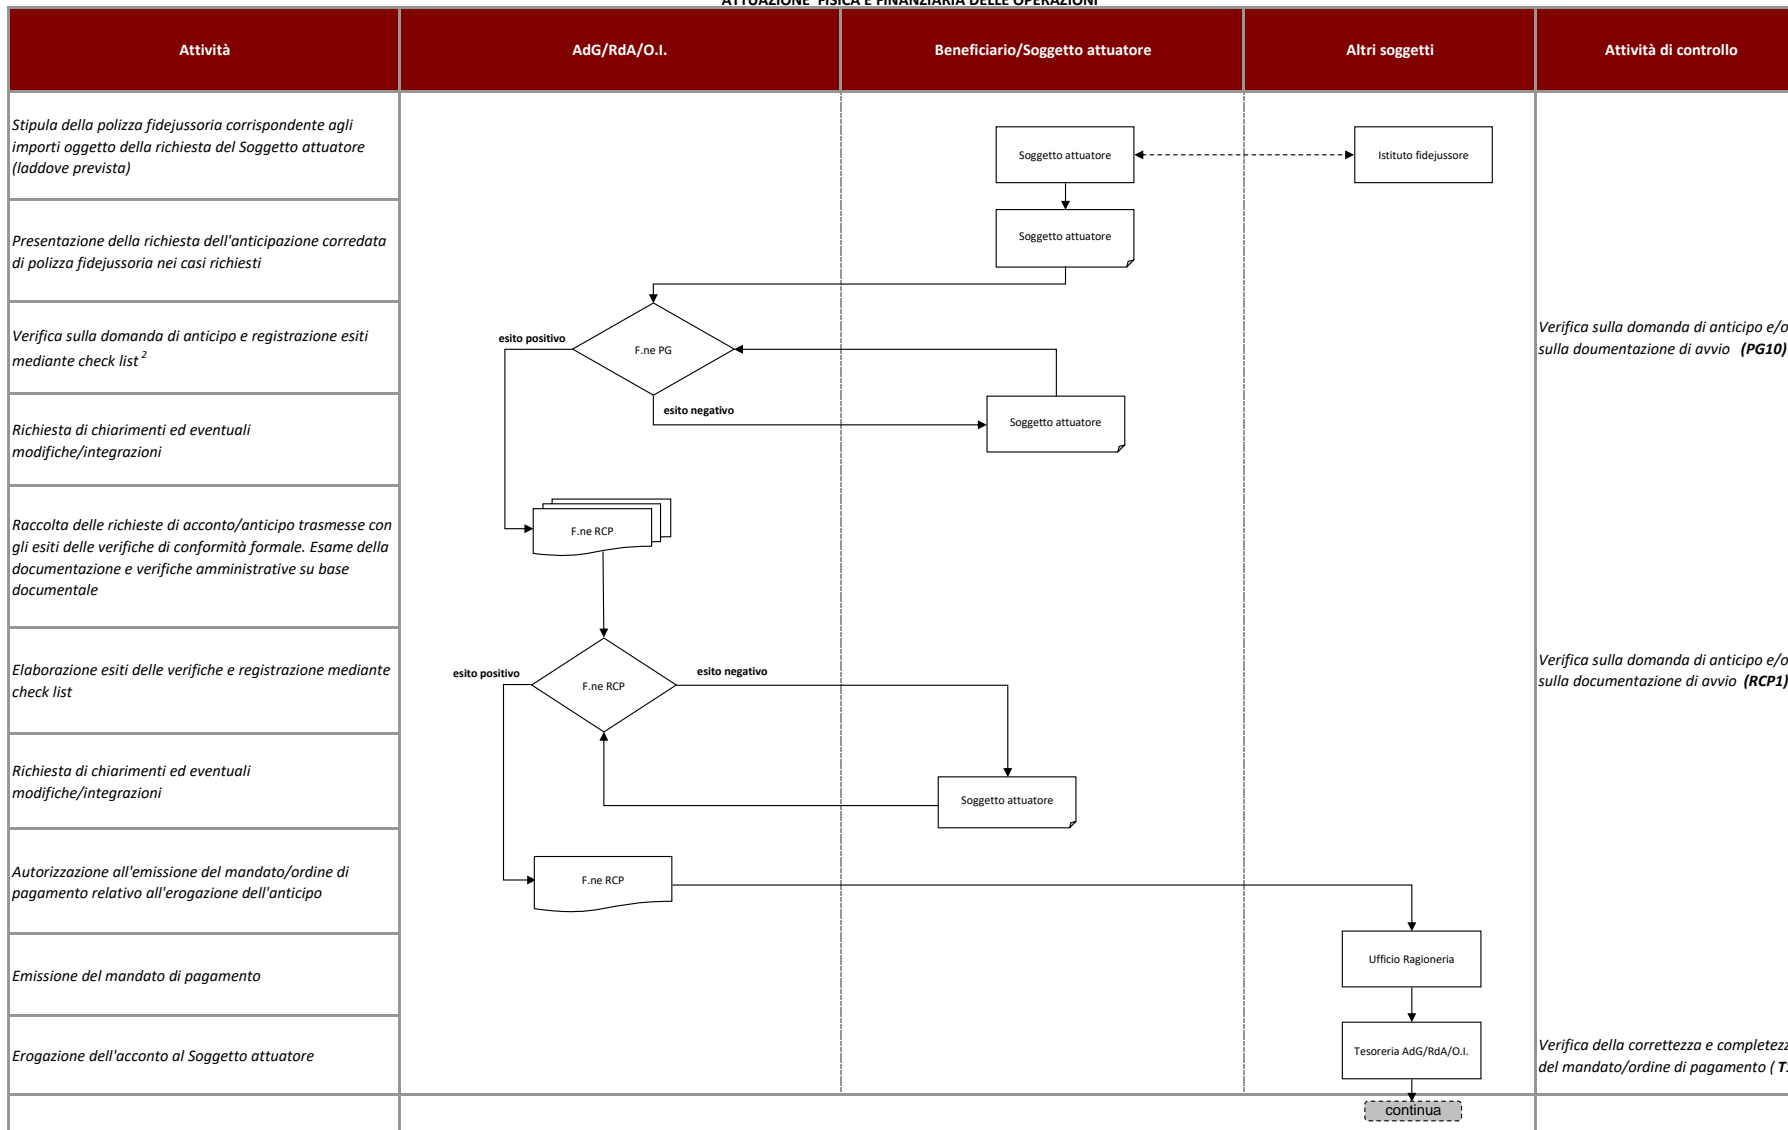 ATTUAZIONE FISICA E FINANZIARIA DELLE OPERAZIONI
Attività
AdG/RdA/O.I.
Beneficiario/Soggetto attuatore
Altri soggetti
Attività di controllo
Stipula della polizza fidejussoria corrispondente agli
importi oggetto della richiesta del Soggetto attuatore
(laddove prevista)
Soggetto attuatore
Istituto fidejussore
Presentazione della richiesta dell'anticipazione corredata
di polizza fidejussoria nei casi richiesti
Soggetto attuatore
Verifica sulla domanda di anticipo e registrazione esiti
mediante check list 2
esito positivo
F.ne PG
esito negativo
Verifica sulla domanda di anticipo e/o
sulla doumentazione di avvio (PG10)
Richiesta di chiarimenti ed eventuali
modifiche/integrazioni
Soggetto attuatore
Raccolta delle richieste di acconto/anticipo trasmesse con
gli esiti delle verifiche di conformità formale. Esame della
documentazione e verifiche amministrative su base
documentale
F.ne RCP
Elaborazione esiti delle verifiche e registrazione mediante
check list
esito positivo
F.ne RCP
esito negativo
Verifica sulla domanda di anticipo e/o
sulla documentazione di avvio (RCP1)
Richiesta di chiarimenti ed eventuali
modifiche/integrazioni
Soggetto attuatore
Autorizzazione all'emissione del mandato/ordine di
pagamento relativo all'erogazione dell'anticipo
F.ne RCP
Emissione del mandato di pagamento
Ufficio Ragioneria
Erogazione dell'acconto al Soggetto attuatore
Tesoreria AdG/RdA/O.I.
Verifica della correttezza e completezz
del mandato/ordine di pagamento ( T
continua